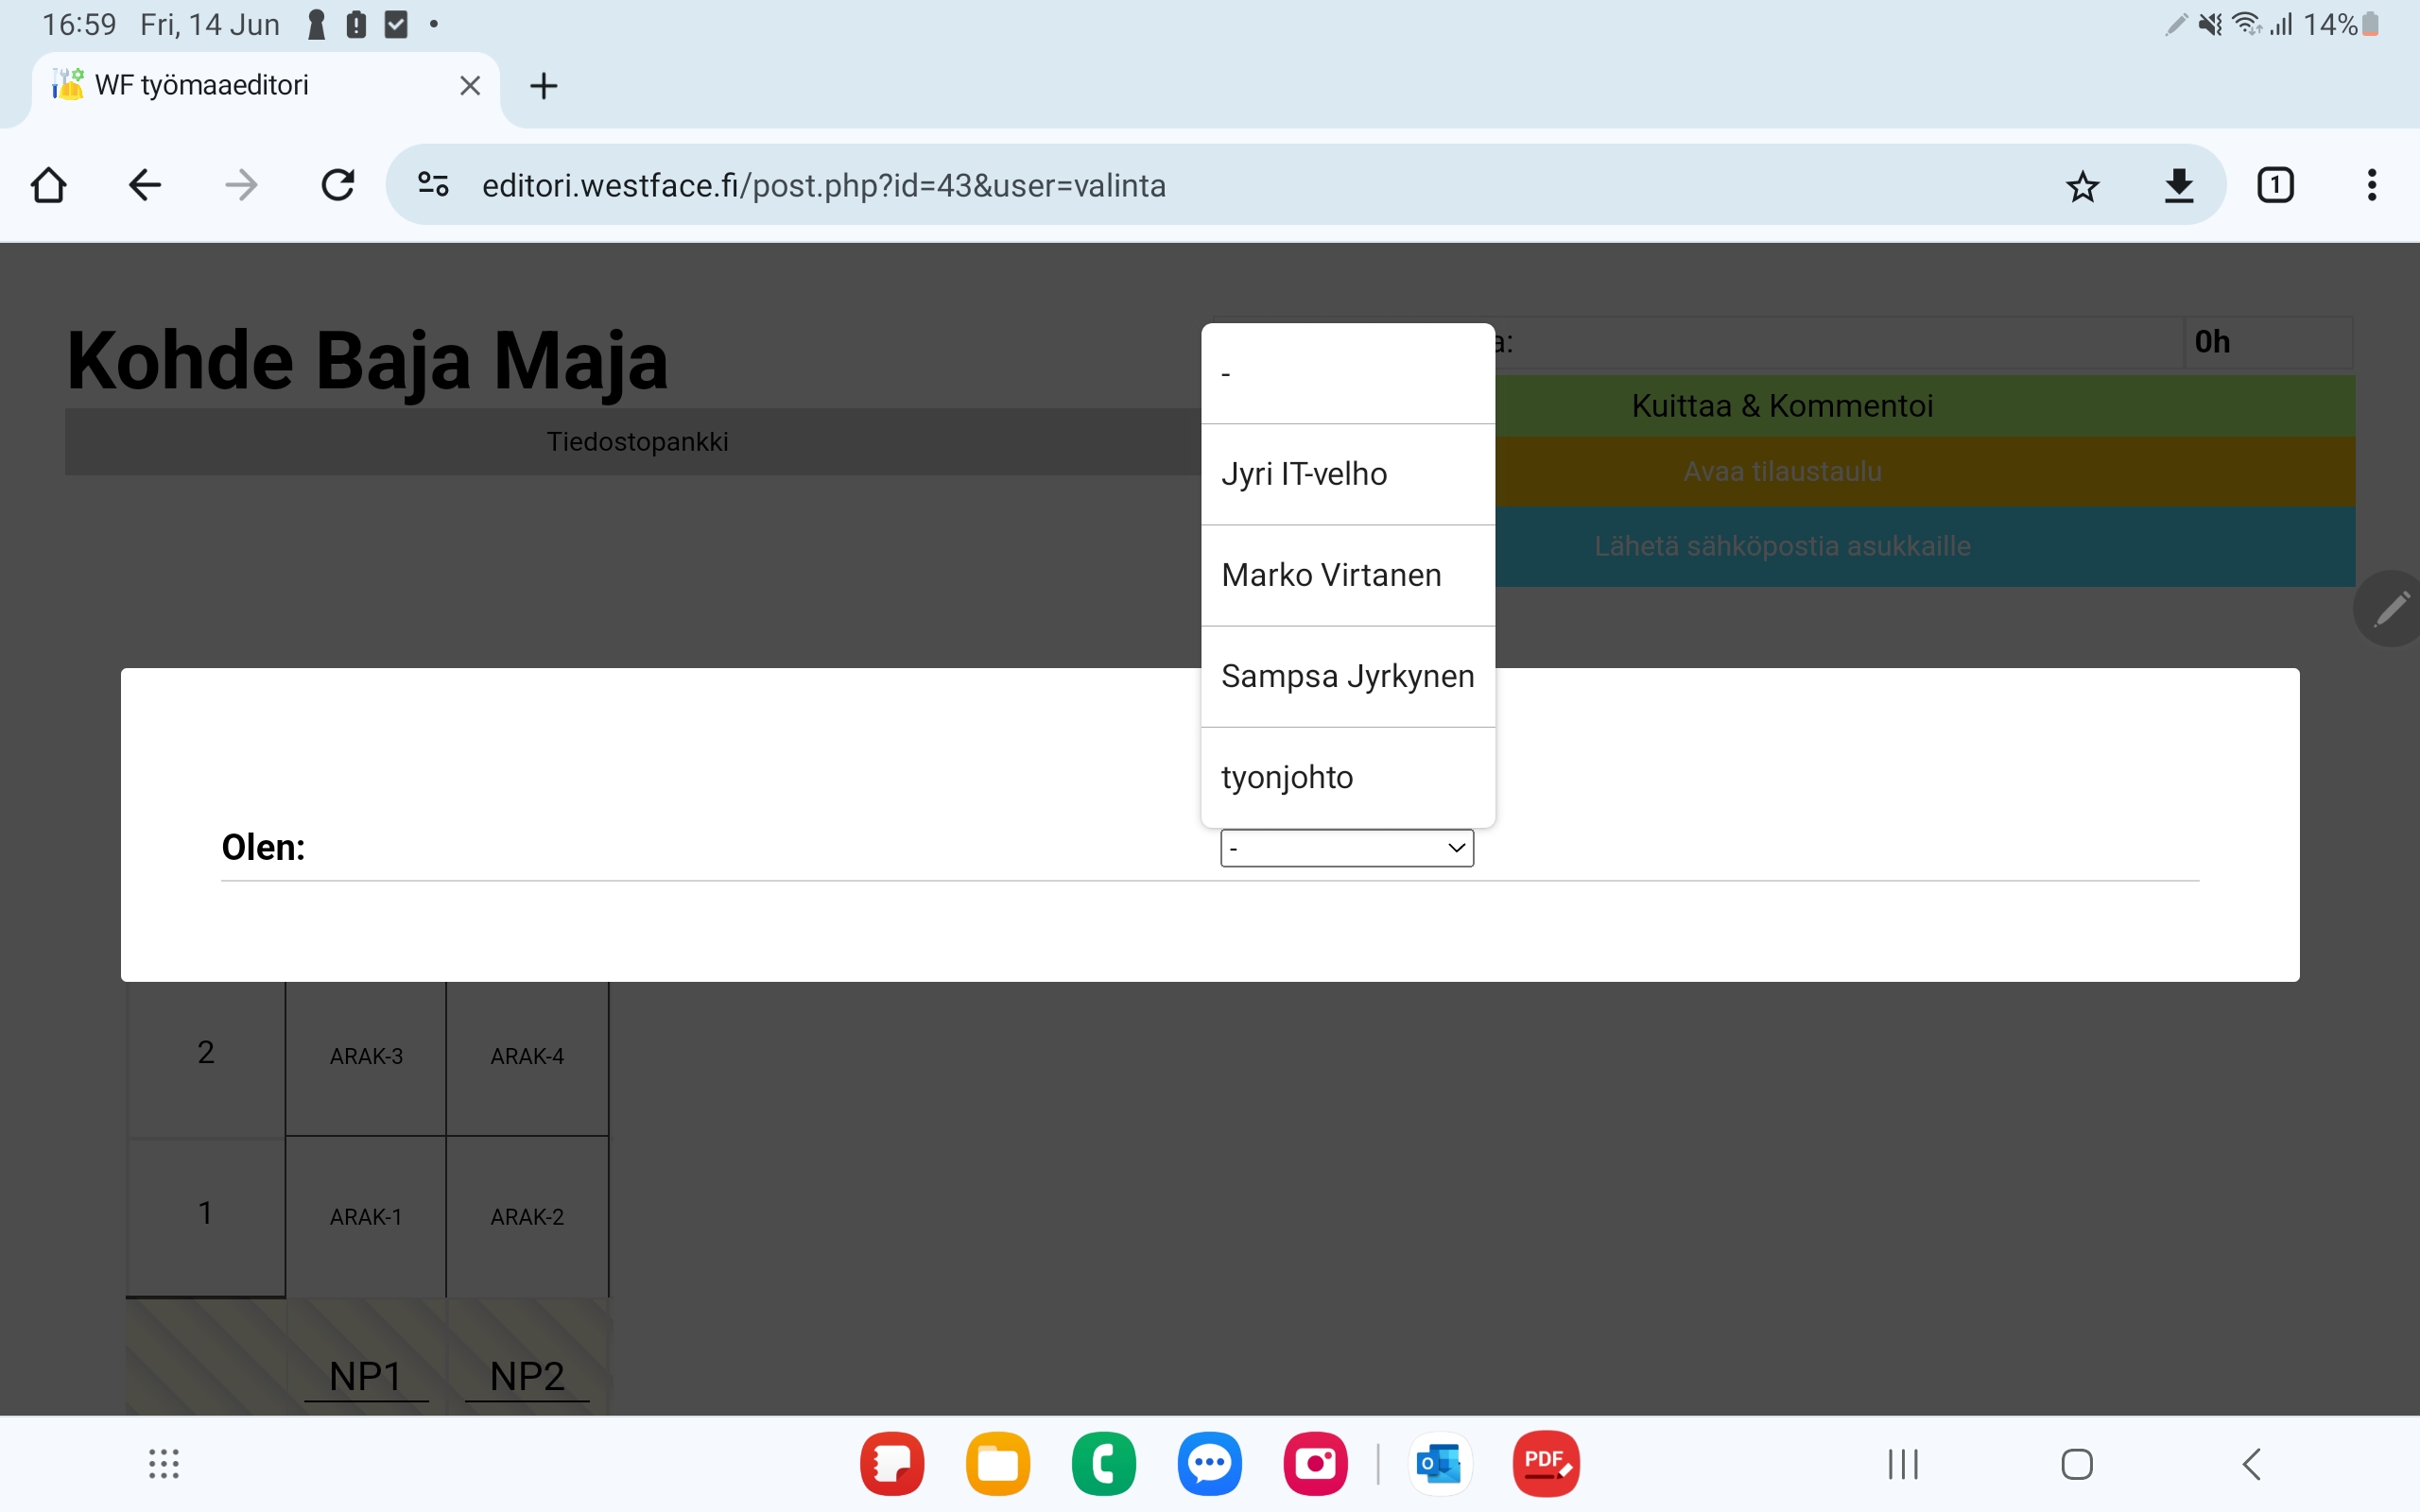 16:59 Fri, 14 Jun
14%
WF työmaaeditori
editori.westface.fi/post.php?id=43&user=valinta
1
Kohde Baja Maja
a:
0h
Tiedostopankki
Kuittaa & Kommentoi
Avaa tilaustaulu
Lähetä sähköpostia asukkaille
-
Jyri IT-velho
Marko Virtanen
Sampsa Jyrkynen
tyonjohto
Olen:
-
2 ARAK-3 ARAK-4
1 ARAK-1 ARAK-2
NP1 NP2
O
PDF